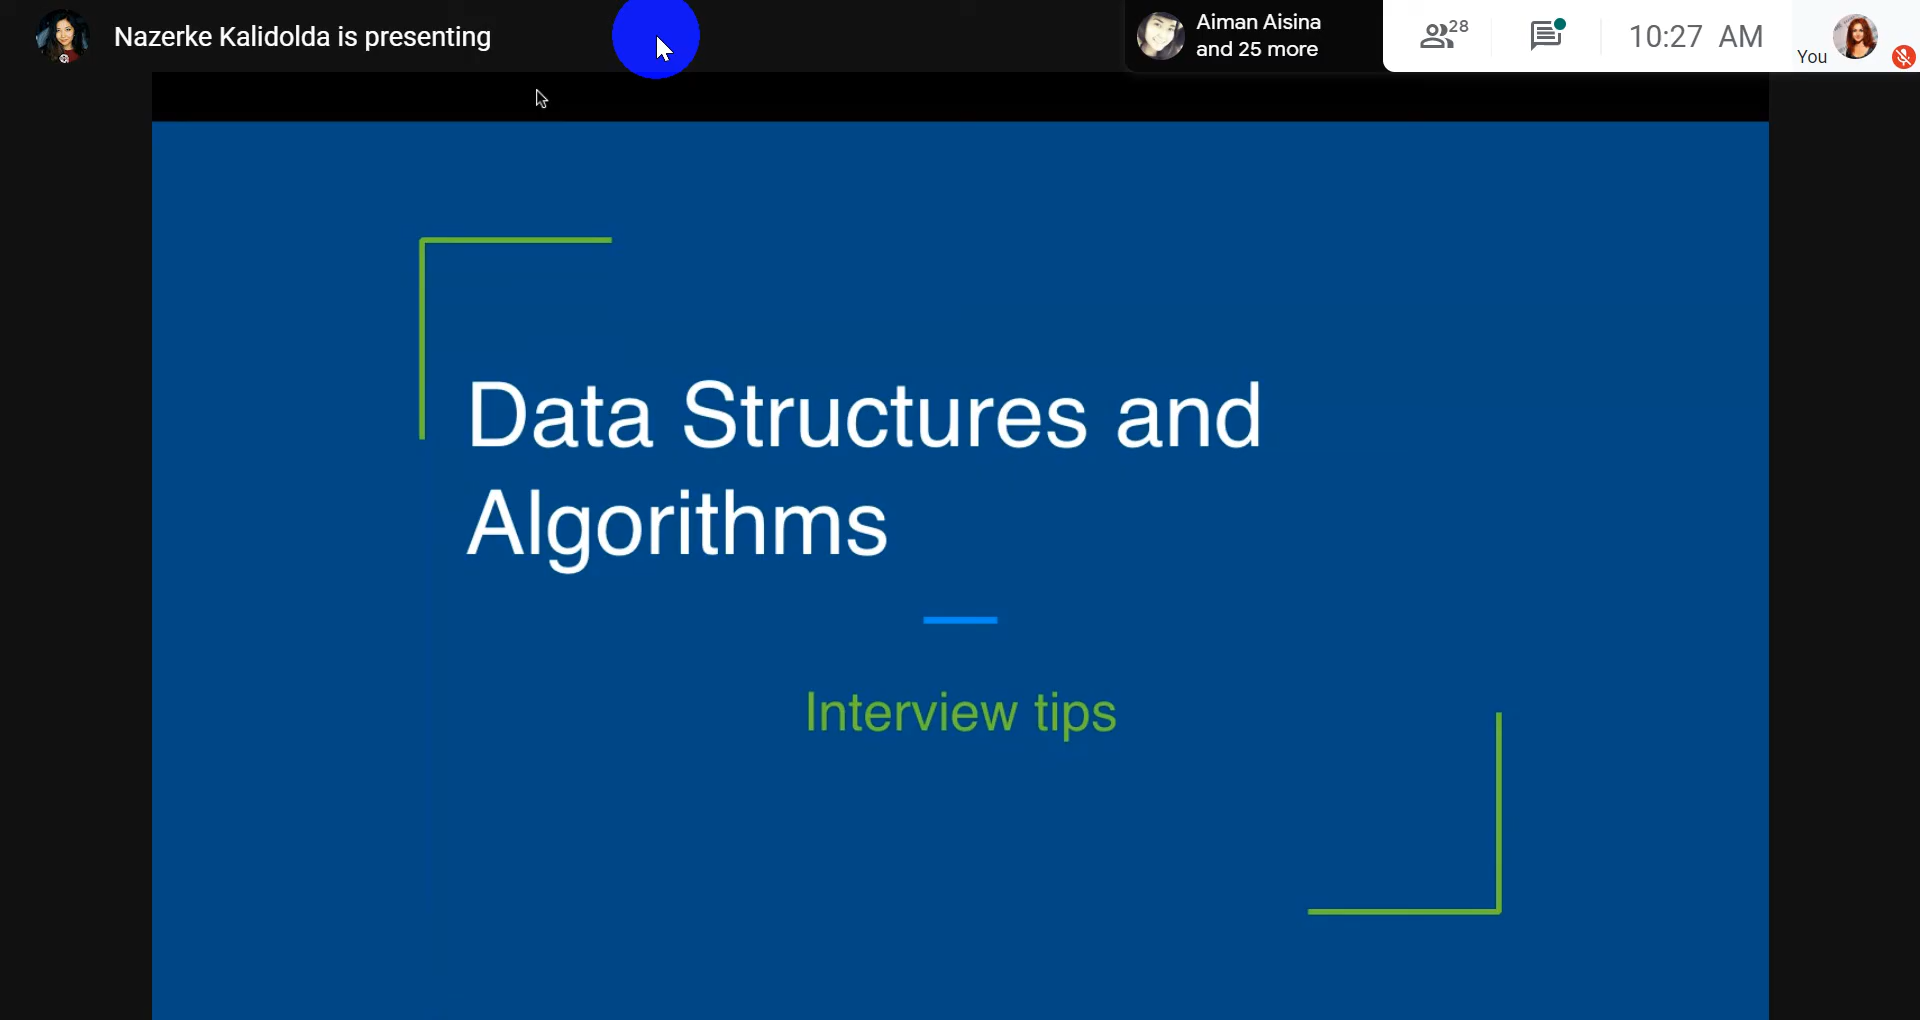 Nazerke Kalidolda is presenting
Aiman Aisina
and 25 more
28
10:27 AM
You
Data Structures and
Algorithms
Interview tips